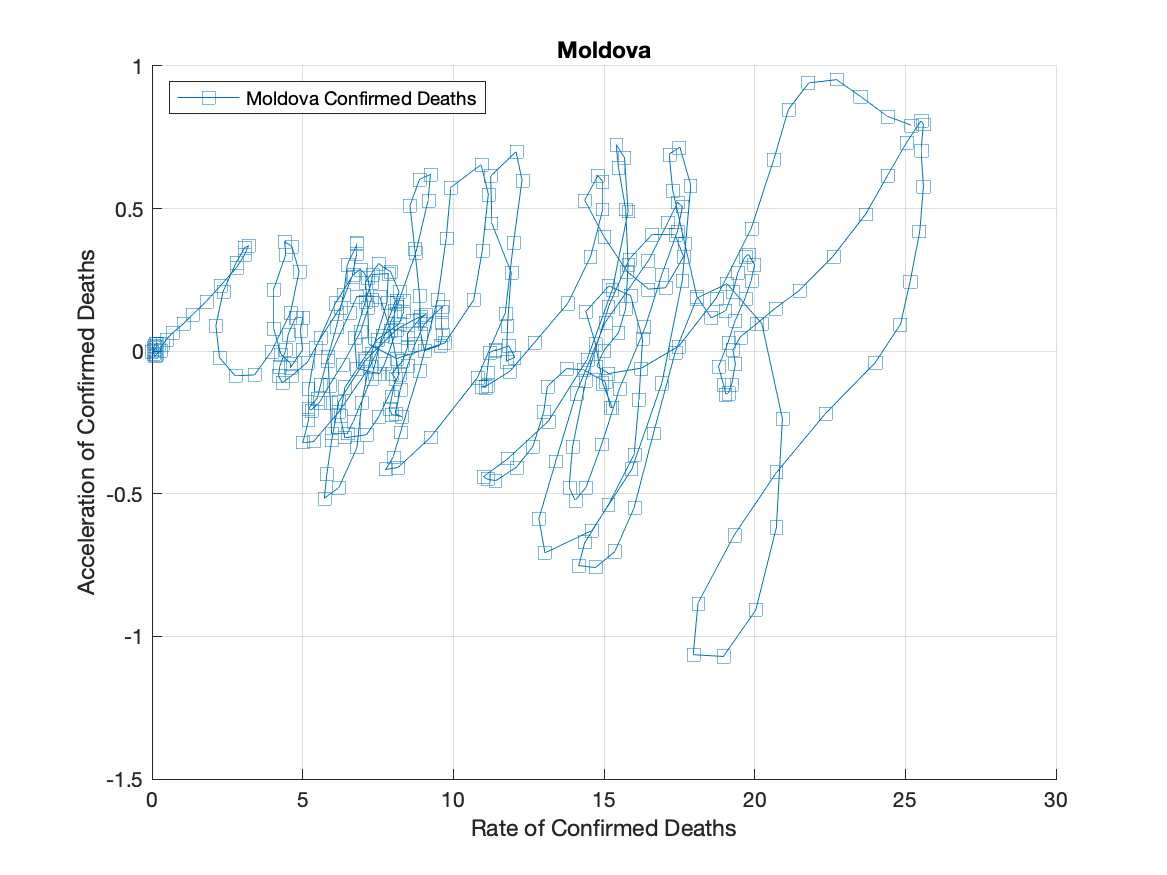 Moldova
1
Moldova Confirmed Deaths
0.5
0
-0.5
-1
-1.5
Acceleration of Confirmed Deaths
0 5 10 15 20 25 30
Rate of Confirmed Deaths